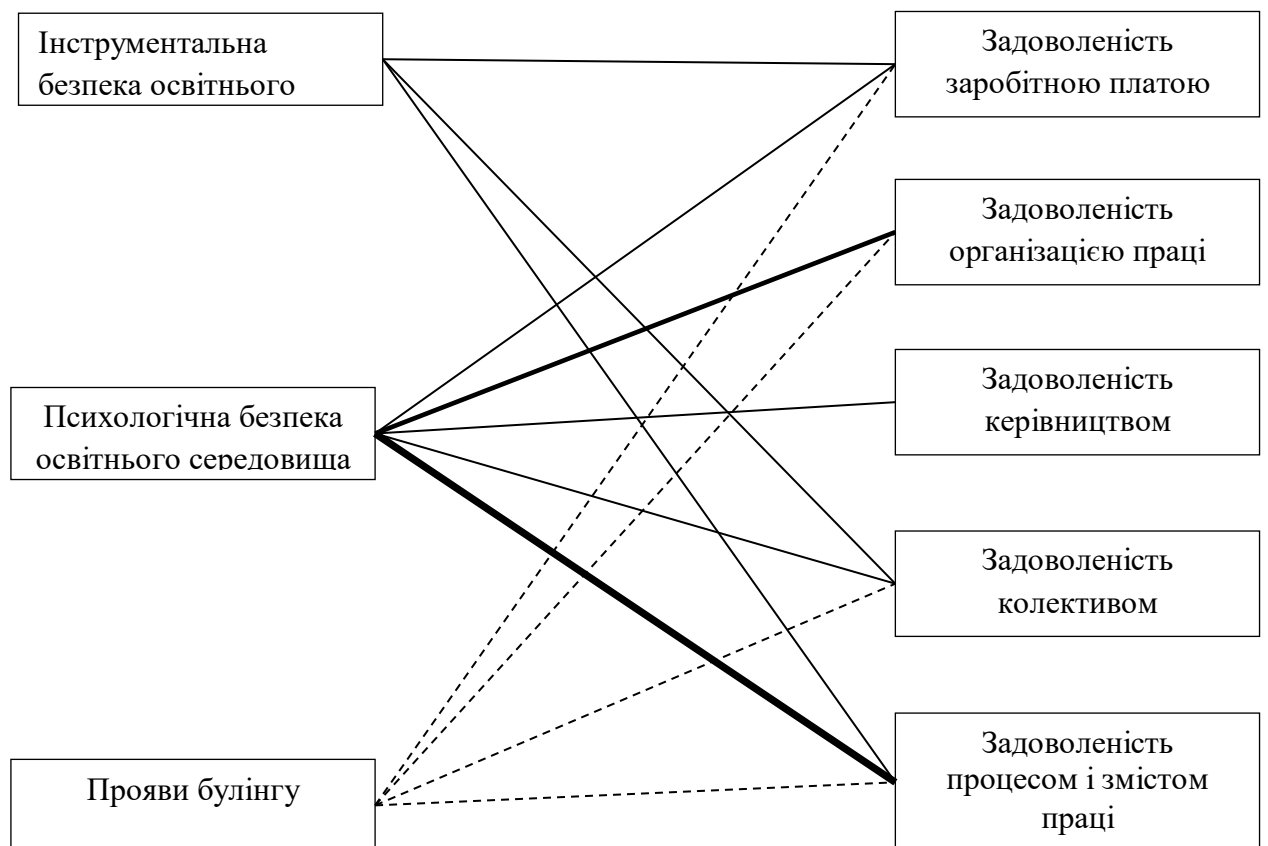 Інструментальна
безпека освітнього
Психологічна безпека
освітнього середовища
Прояви булінгу
Задоволеність
заробітною платою
Задоволеність
організацією праці
Задоволеність
керівництвом
Задоволеність
колективом
Задоволеність
процесом і змістом
праці